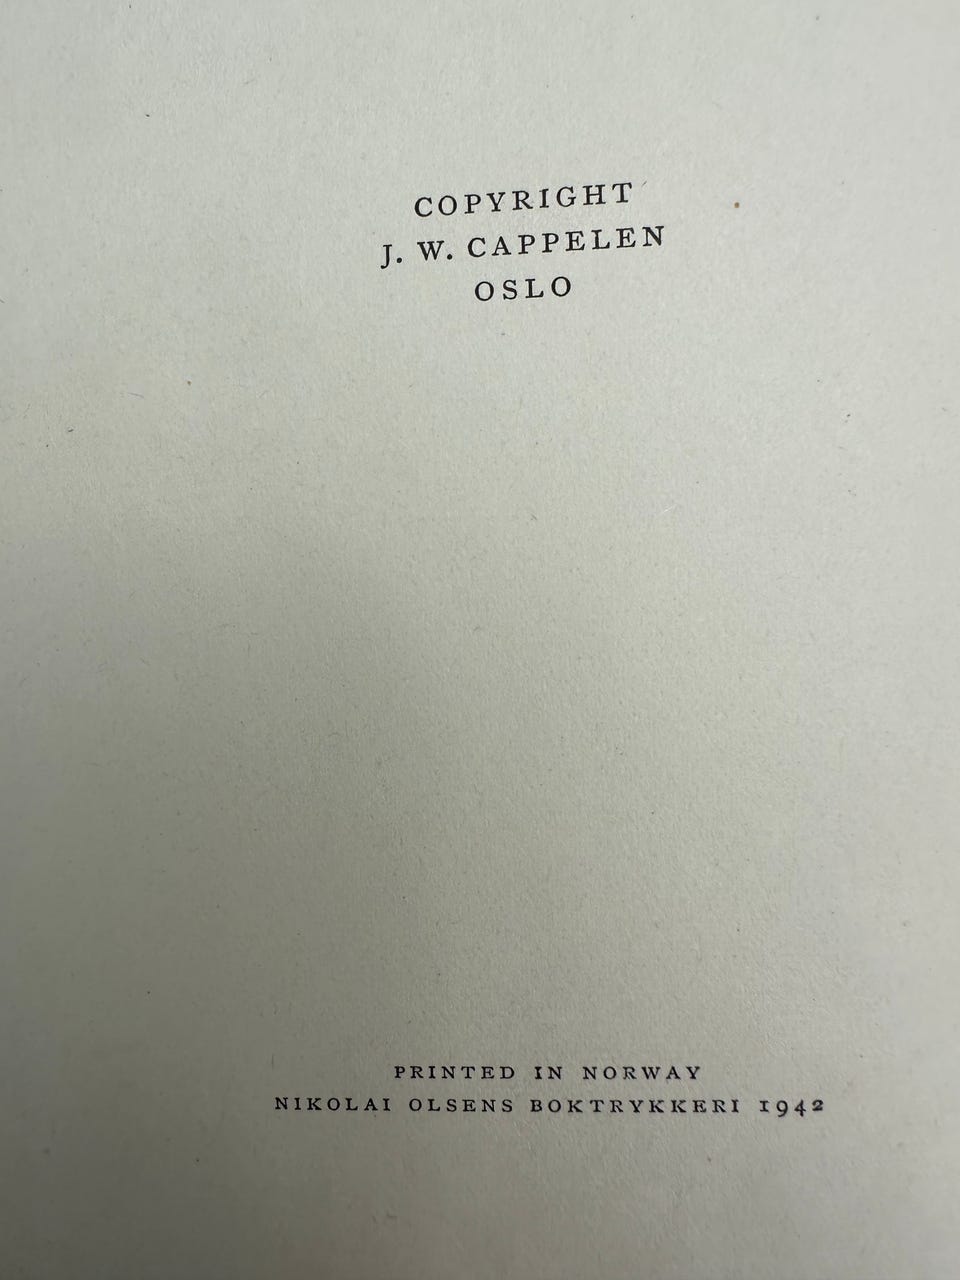 COPYRIGHT
J. W. CAPPELEN
OSLO
PRINTED IN NORWAY
NIKOLAI OLSENS BOKTRYKKERI 1942